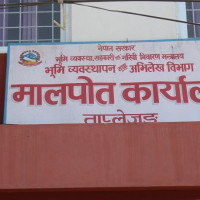 नेपाल सरकार
भूमि व्यवस्था, सहकारी तथा गरिवी निवारण मन्त्रालय
भूमि व्यवस्थापन तथा अभिलेख विभाग
मालपोत कार्याल
ताप्लेजुङ